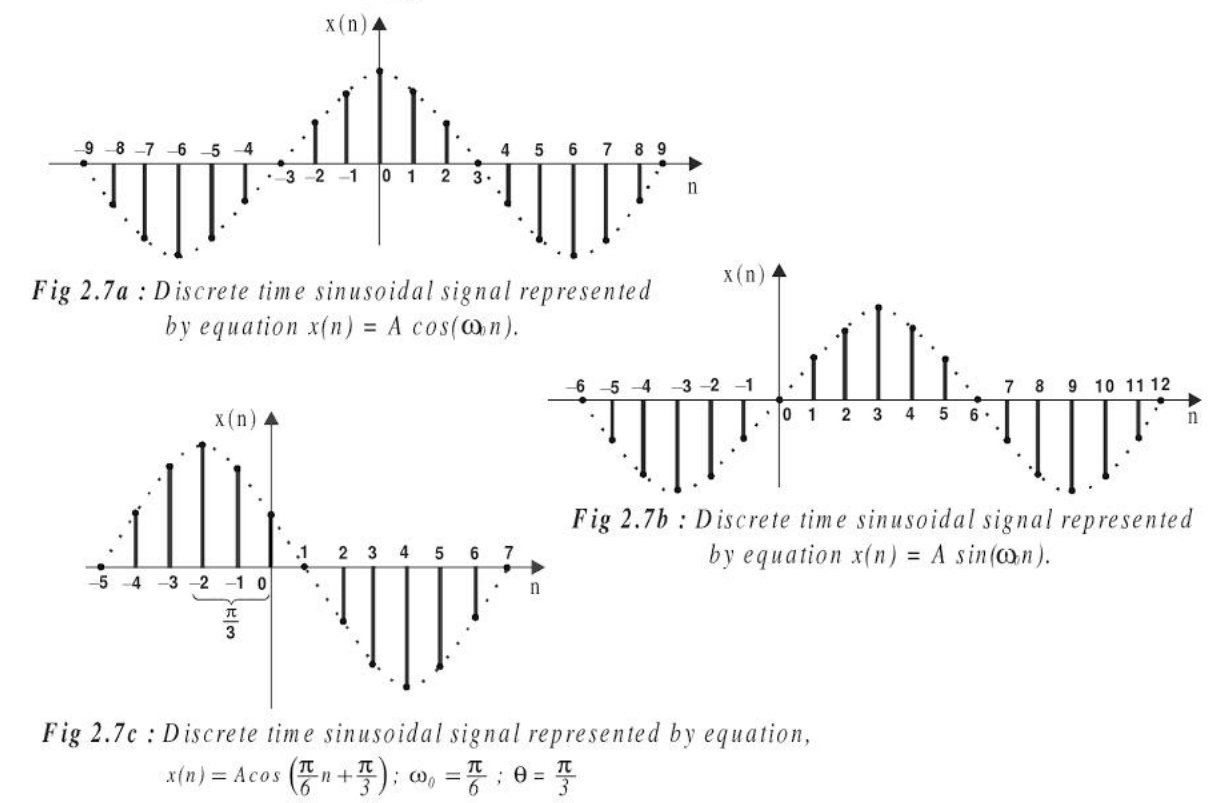 x(n)
–9 –8 –7 –6 –5 –4 4 5 6 7 8 9
–3 –2 –1 0 1 2 3
n
Fig 2.7a : Discrete time sinusoidal signal represented
by equation x(n) = A cos(ω₀n).
x(n)
–6 –5 –4 –3 –2 –1 7 8 9 10 11 12
0 1 2 3 4 5 6
n
Fig 2.7b : Discrete time sinusoidal signal represented
by equation x(n) = A sin(ω₀n).
x(n)
1 2 3 4 5 6 7
–5 –4 –3 –2 –1 0
n
π/3
Fig 2.7c : Discrete time sinusoidal signal represented by equation,
x(n) = A cos (π/6 n + π/3) ; ω₀ = π/6 ; θ = π/3